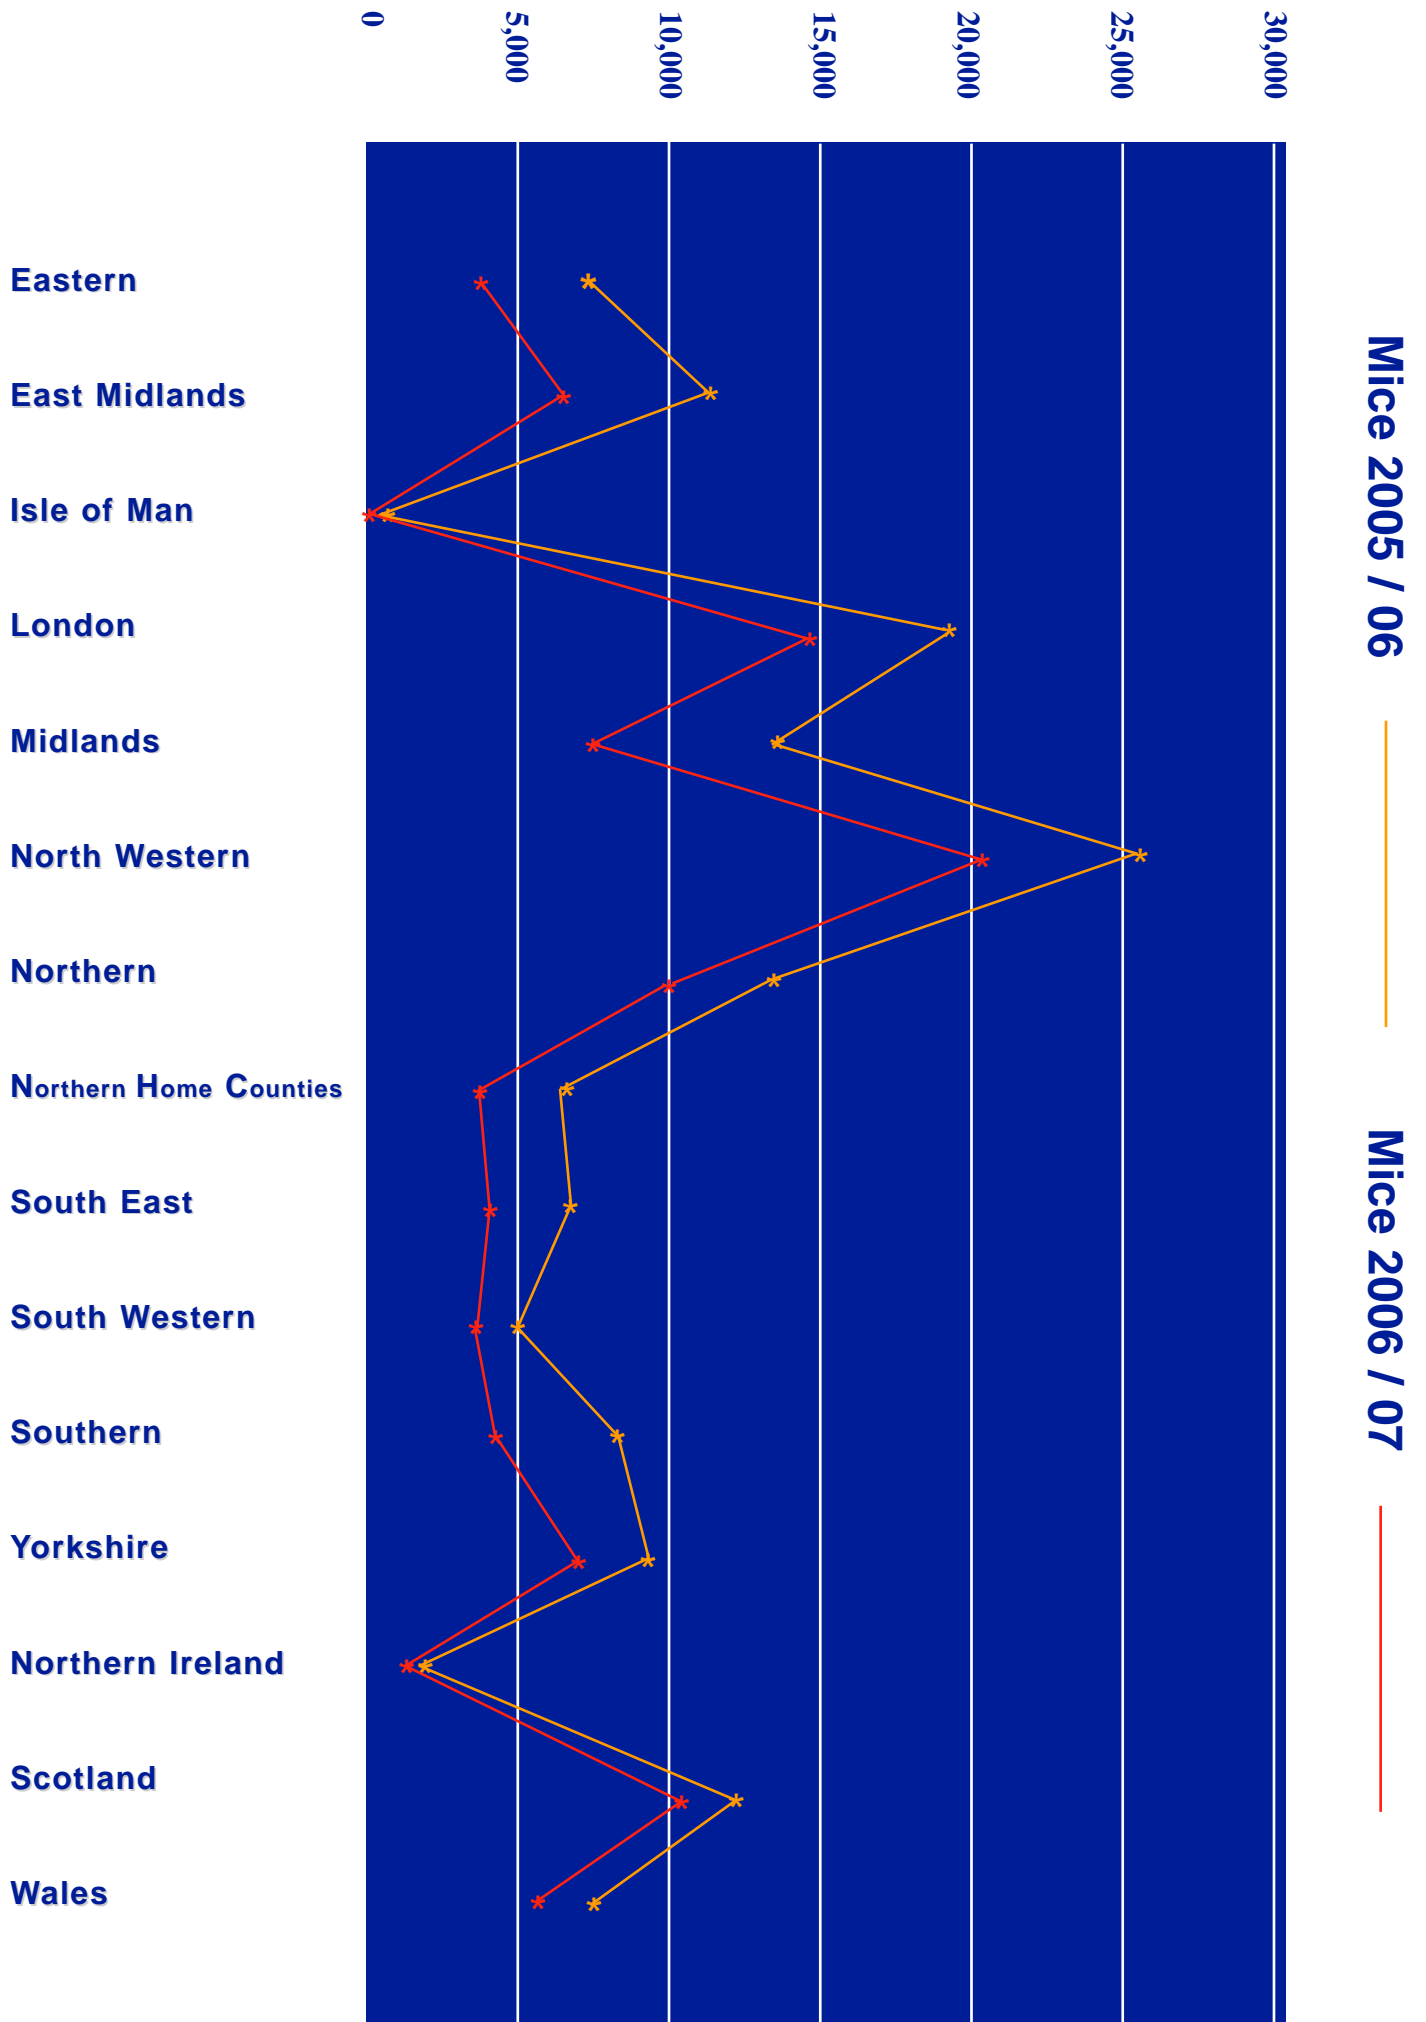 0
5,000
10,000
15,000
20,000
25,000
30,000
Eastern
East Midlands
Isle of Man
London
Midlands
North Western
Northern
Northern Home Counties
South East
South Western
Southern
Yorkshire
Northern Ireland
Scotland
Wales
Mice 2005 / 06
Mice 2006 / 07